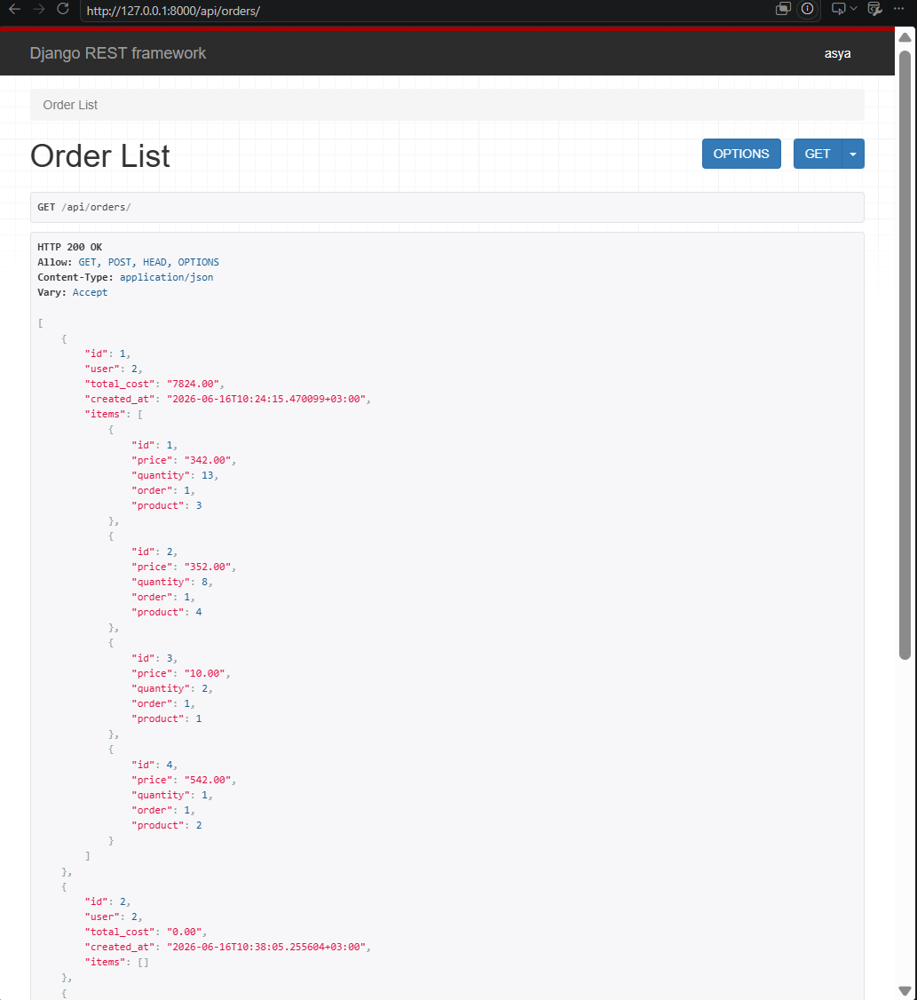 http://127.0.0.1:8000/api/orders/
Django REST framework
asya
Order List
Order List
OPTIONS
GET
GET /api/orders/
HTTP 200 OK
Allow: GET, POST, HEAD, OPTIONS
Content-Type: application/json
Vary: Accept
[
    {
        "id": 1,
        "user": 2,
        "total_cost": "7824.00",
        "created_at": "2026-06-16T10:24:15.470099+03:00",
        "items": [
            {
                "id": 1,
                "price": "342.00",
                "quantity": 13,
                "order": 1,
                "product": 3
            },
            {
                "id": 2,
                "price": "352.00",
                "quantity": 8,
                "order": 1,
                "product": 4
            },
            {
                "id": 3,
                "price": "10.00",
                "quantity": 2,
                "order": 1,
                "product": 1
            },
            {
                "id": 4,
                "price": "542.00",
                "quantity": 1,
                "order": 1,
                "product": 2
            }
        ]
    },
    {
        "id": 2,
        "user": 2,
        "total_cost": "0.00",
        "created_at": "2026-06-16T10:38:05.255604+03:00",
        "items": []
    },
    {